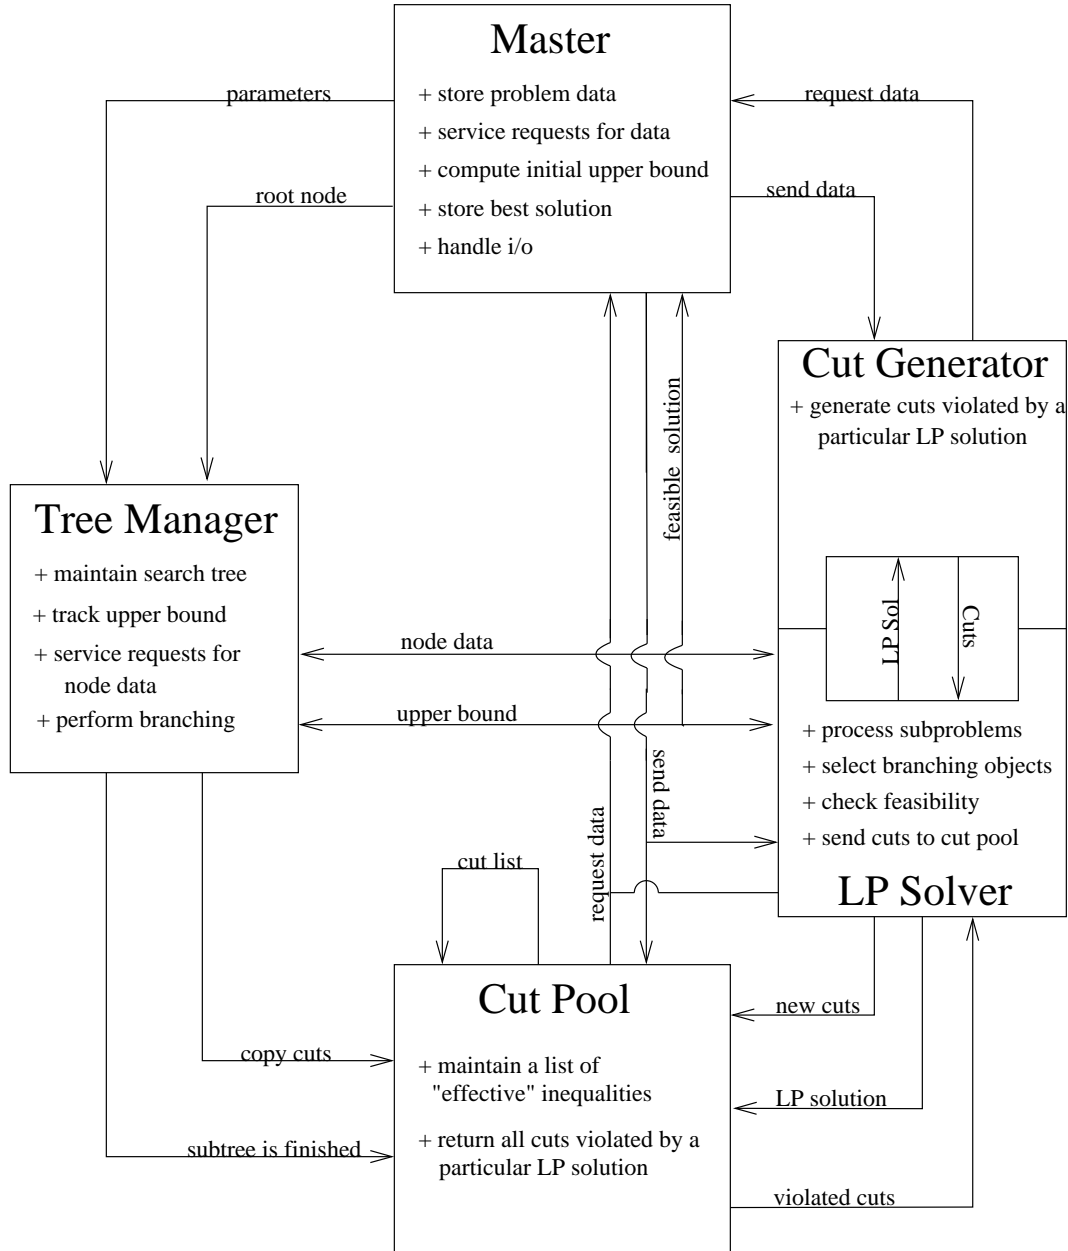 Master
+ store problem data
+ service requests for data
+ compute initial upper bound
+ store best solution
+ handle i/o
parameters
root node
request data
send data
Cut Generator
+ generate cuts violated by a
particular LP solution
feasible solution
LP Sol
Cuts
Tree Manager
+ maintain search tree
+ track upper bound
+ service requests for
node data
+ perform branching
node data
upper bound
+ process subproblems
+ select branching objects
+ check feasibility
+ send cuts to cut pool
LP Solver
send data
request data
cut list
Cut Pool
+ maintain a list of
"effective" inequalities
+ return all cuts violated by a
particular LP solution
copy cuts
subtree is finished
new cuts
LP solution
violated cuts